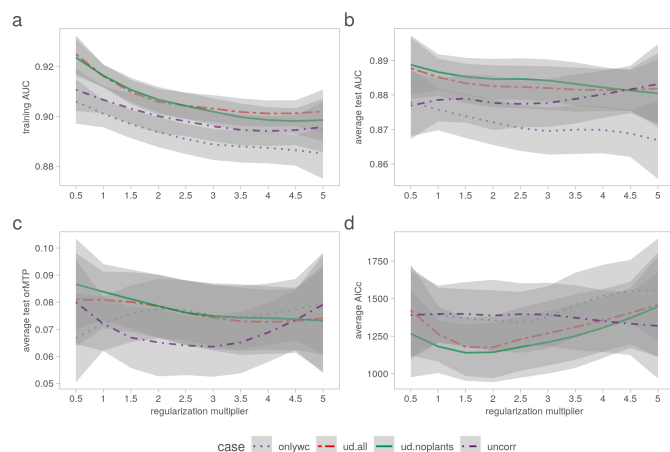 a
training AUC
0.92
0.90
0.88
0.5 1 1.5 2 2.5 3 3.5 4 4.5 5
b
average test AUC
0.89
0.88
0.87
0.86
0.5 1 1.5 2 2.5 3 3.5 4 4.5 5
c
average test orMTP
0.10
0.09
0.08
0.07
0.06
0.05
0.5 1 1.5 2 2.5 3 3.5 4 4.5 5
regularization multiplier
d
average AICc
1750
1500
1250
1000
0.5 1 1.5 2 2.5 3 3.5 4 4.5 5
regularization multiplier
case onlywc ud.all ud.noplants uncorr